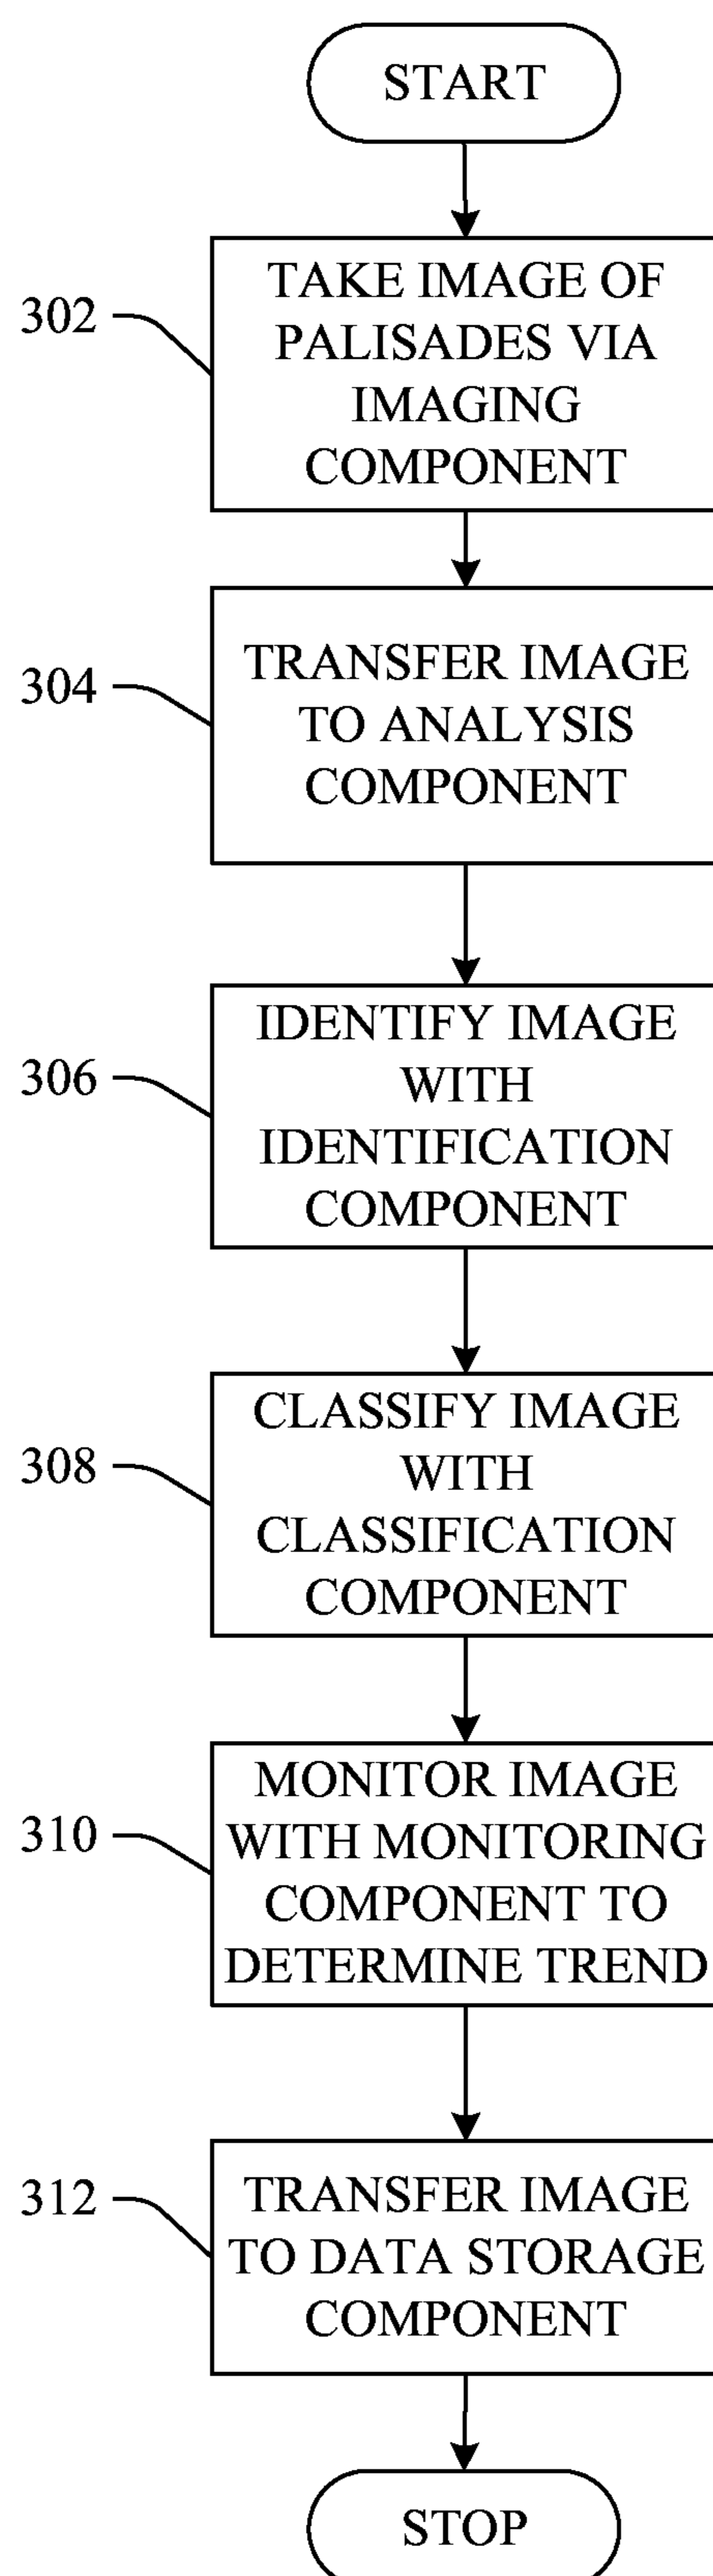 START
302
TAKE IMAGE OF
PALISADES VIA
IMAGING
COMPONENT
304
TRANSFER IMAGE
TO ANALYSIS
COMPONENT
306
IDENTIFY IMAGE
WITH
IDENTIFICATION
COMPONENT
308
CLASSIFY IMAGE
WITH
CLASSIFICATION
COMPONENT
310
MONITOR IMAGE
WITH MONITORING
COMPONENT TO
DETERMINE TREND
312
TRANSFER IMAGE
TO DATA STORAGE
COMPONENT
STOP